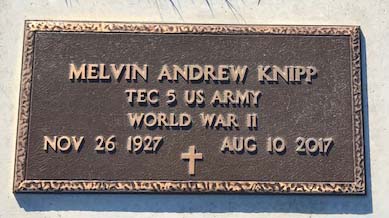 MELVIN ANDREW KNIPP
TEC 5 US ARMY
WORLD WAR II
NOV 26 1927 AUG 10 2017